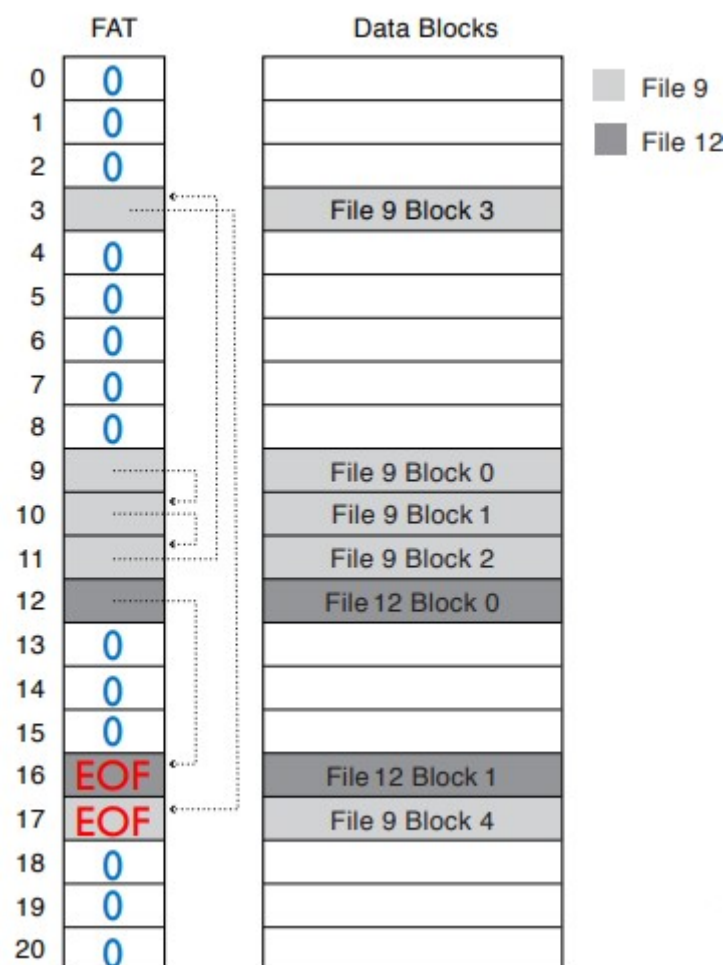 FAT Data Blocks
0 0
File 9
1 0
File 12
2 0
3 File 9 Block 3
4 0
5 0
6 0
7 0
8 0
9 File 9 Block 0
10 File 9 Block 1
11 File 9 Block 2
12 File 12 Block 0
13 0
14 0
15 0
16 EOF File 12 Block 1
17 EOF File 9 Block 4
18 0
19 0
20 0